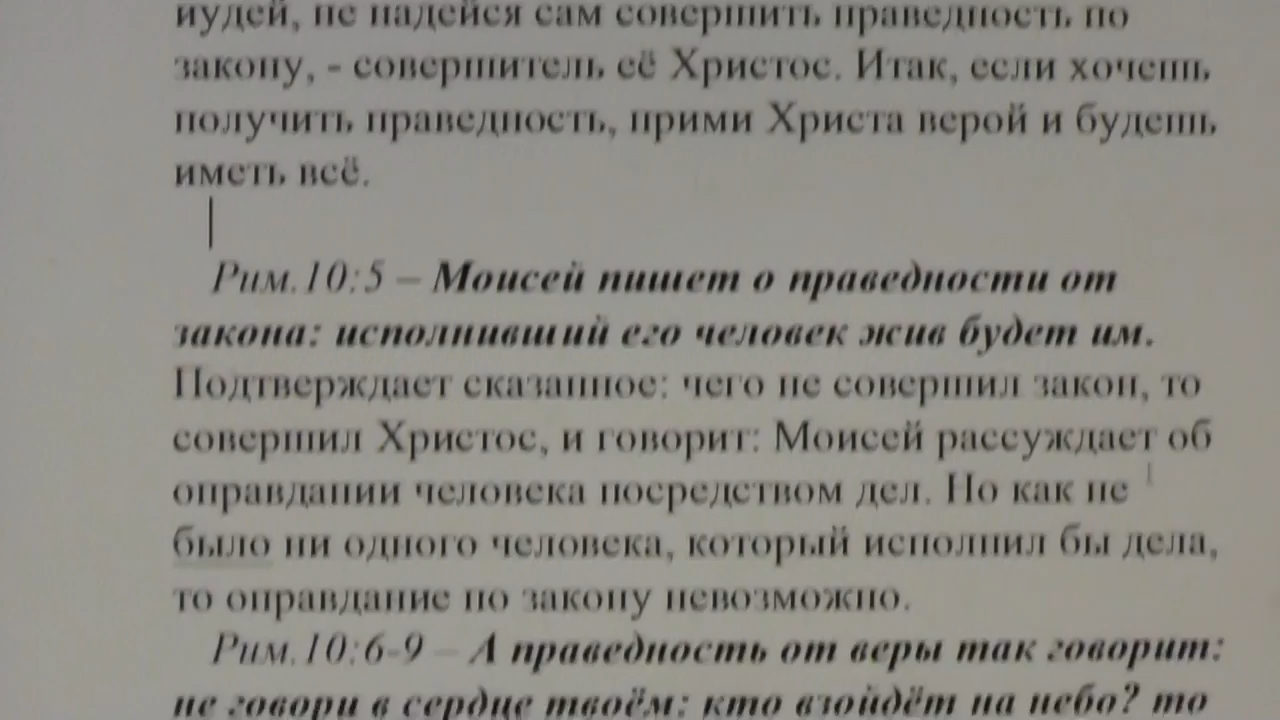 иудей, не надейся сам совершить праведность по
закону, - совершитель её Христос. Итак, если хочешь
получить праведность, прими Христа верой и будешь
иметь всё.
Рим.10:5 – Моисей пишет о праведности от
закона: исполнивший его человек жив будет им.
Подтверждает сказанное: чего не совершил закон, то
совершил Христос, и говорит: Моисей рассуждает об
оправдании человека посредством дел. Но как не
было ни одного человека, который исполнил бы дела,
то оправдание по закону невозможно.
Рим.10:6-9 – А праведность от веры так говорит:
не говори в сердце твоём: кто взойдёт на небо? то